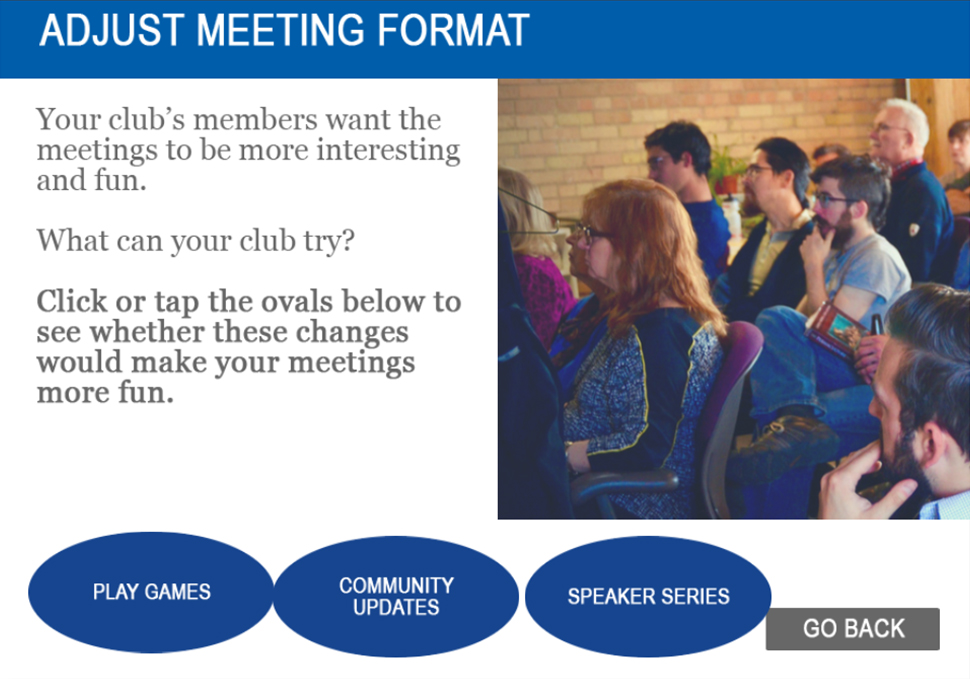 ADJUST MEETING FORMAT
Your club’s members want the
meetings to be more interesting
and fun.
What can your club try?
Click or tap the ovals below to
see whether these changes
would make your meetings
more fun.
PLAY GAMES
COMMUNITY
UPDATES
SPEAKER SERIES
GO BACK